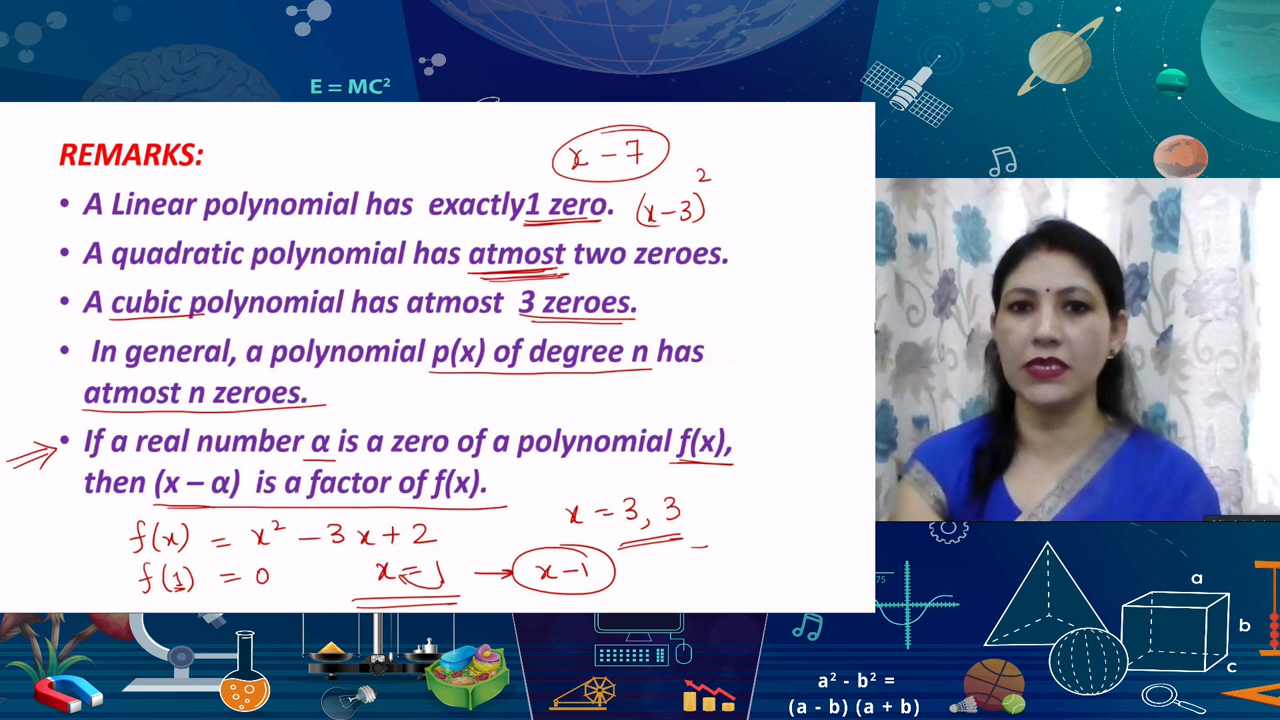 E = MC²
REMARKS:
x - 7
• A Linear polynomial has exactly1 zero. (x-3)²
• A quadratic polynomial has atmost two zeroes.
• A cubic polynomial has atmost 3 zeroes.
• In general, a polynomial p(x) of degree n has
atmost n zeroes.
• If a real number α is a zero of a polynomial f(x),
then (x – α) is a factor of f(x).
x = 3, 3
f(x) = x² - 3x + 2
f(1) = 0 x = 1 → x-1
75
a
b
c
a² - b² =
(a - b) (a + b)